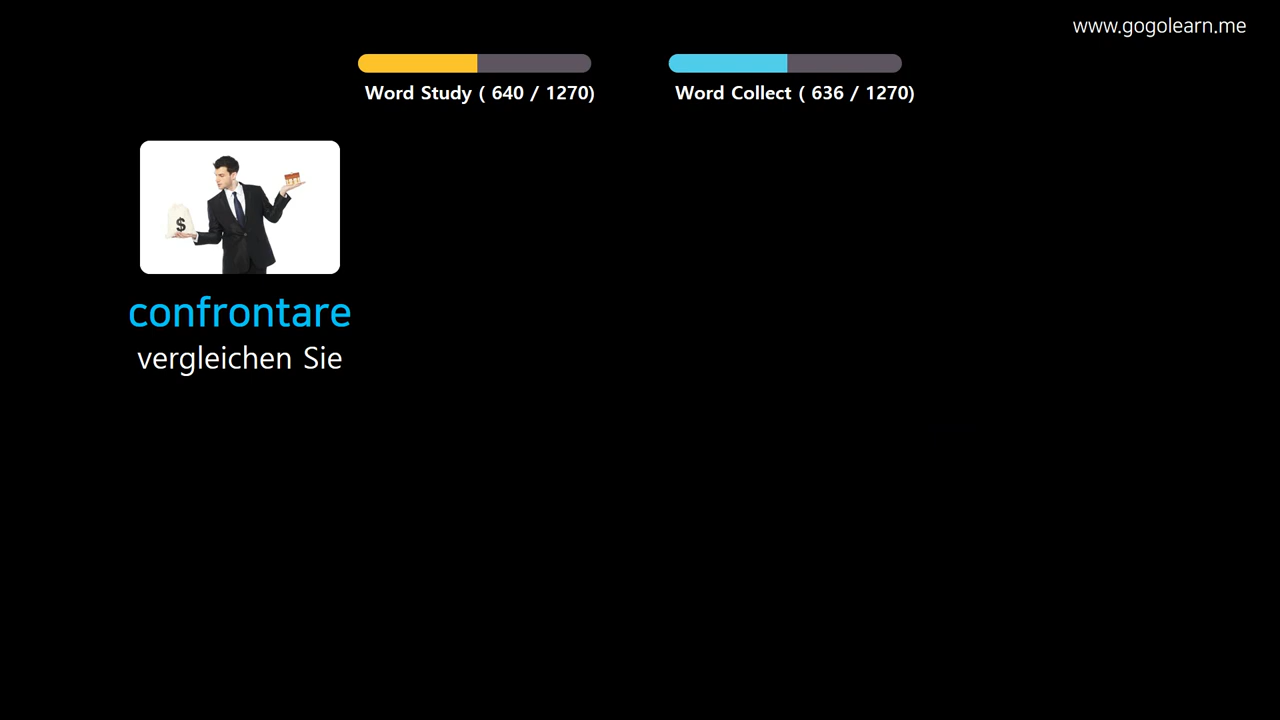 www.gogolearn.me
Word Study ( 640 / 1270)
Word Collect ( 636 / 1270)
$
confrontare
vergleichen Sie